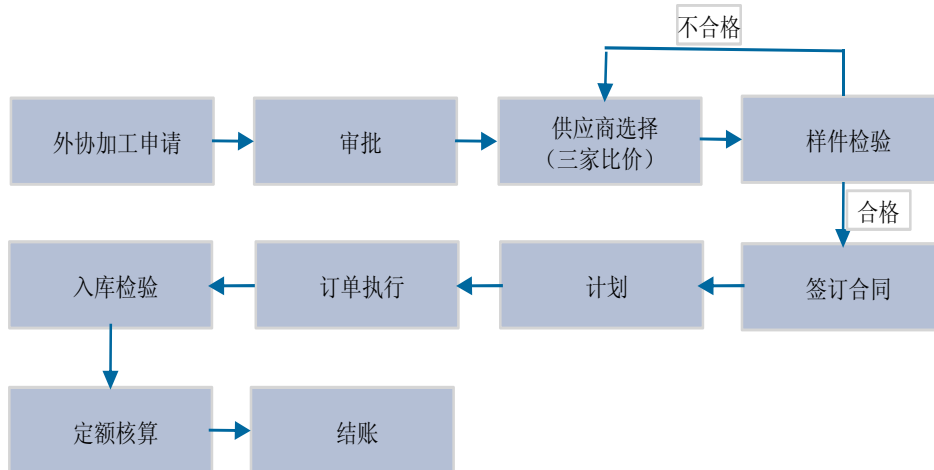 不合格
外协加工申请
审批
供应商选择
（三家比价）
样件检验
合格
入库检验
订单执行
计划
签订合同
定额核算
结账